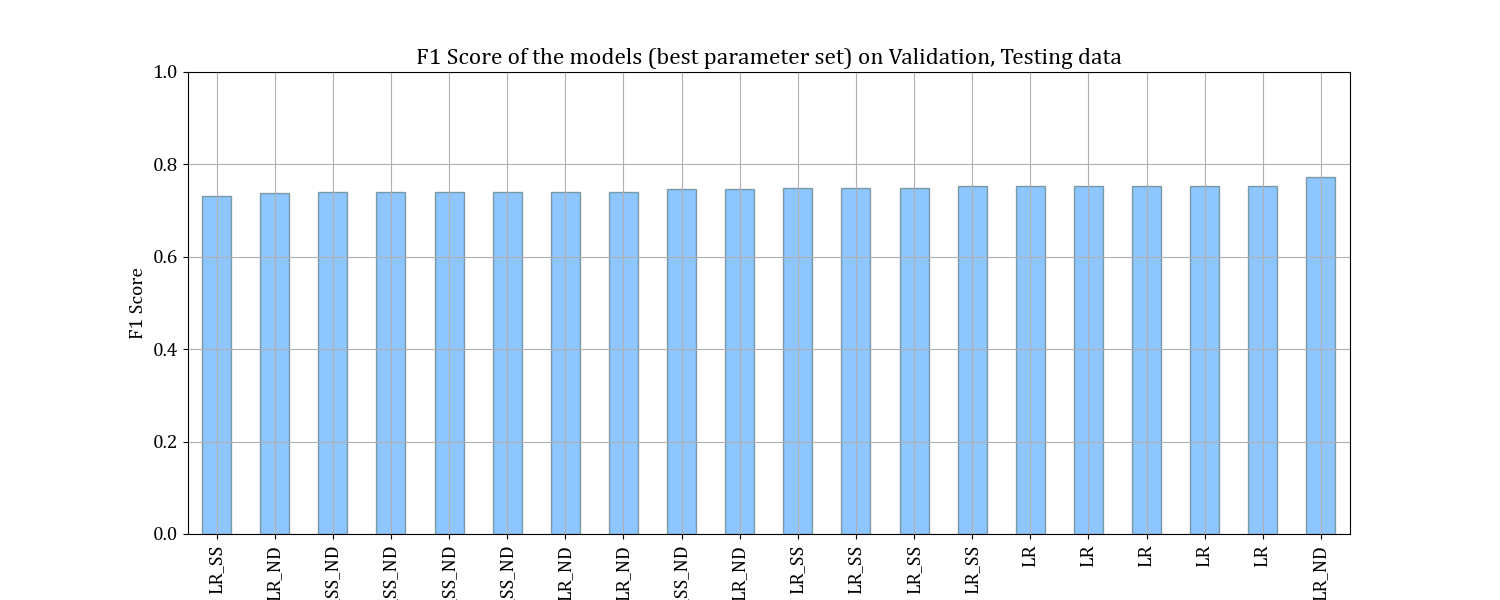 F1 Score of the models (best parameter set) on Validation, Testing data
1.0
0.8
0.6
0.4
0.2
0.0
F1 Score
LR_SS
LR_ND
SS_ND
SS_ND
SS_ND
SS_ND
LR_ND
LR_ND
SS_ND
LR_ND
LR_SS
LR_SS
LR_SS
LR_SS
LR
LR
LR
LR
LR
LR_ND